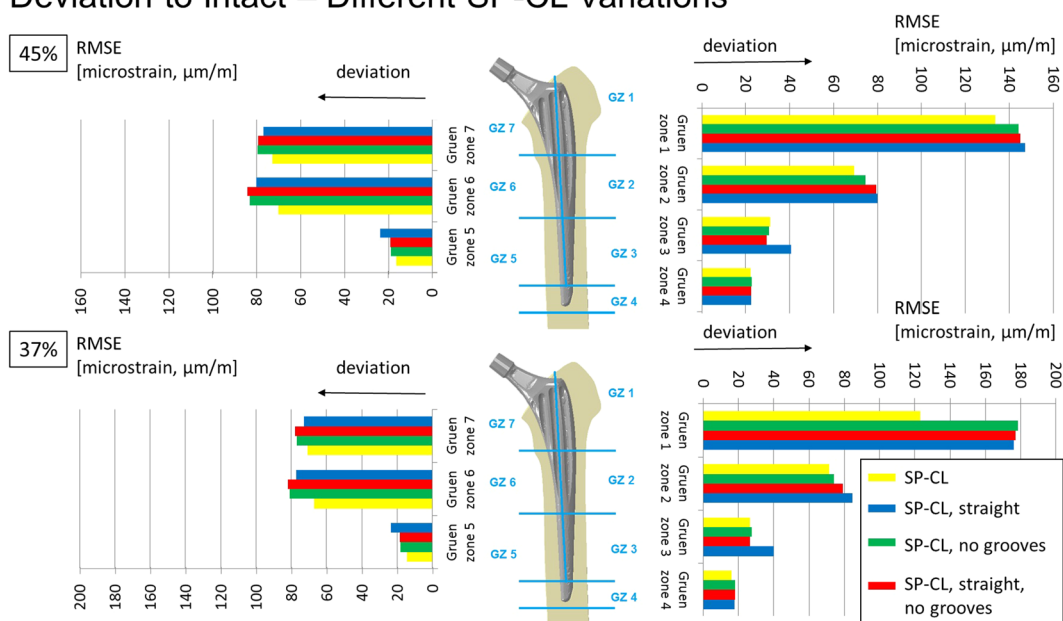 Deviation to Intact – Different SP-CL variations
45%
RMSE
[microstrain, µm/m]
deviation
Gruen
zone 7
Gruen
zone 6
Gruen
zone 5
160
140
120
100
80
60
40
20
0
GZ 1
GZ 7
GZ 6
GZ 2
GZ 5
GZ 3
GZ 4
deviation
RMSE
[microstrain, µm/m]
0
20
40
60
80
100
120
140
160
Gruen
zone 1
Gruen
zone 2
Gruen
zone 3
Gruen
zone 4
37%
RMSE
[microstrain, µm/m]
deviation
Gruen
zone 7
Gruen
zone 6
Gruen
zone 5
200
180
160
140
120
100
80
60
40
20
0
GZ 1
GZ 7
GZ 6
GZ 2
GZ 5
GZ 3
GZ 4
deviation
RMSE
[microstrain, µm/m]
0
20
40
60
80
100
120
140
160
180
200
Gruen
zone 1
Gruen
zone 2
Gruen
zone 3
Gruen
zone 4
SP-CL
SP-CL, straight
SP-CL, no grooves
SP-CL, straight,
no grooves